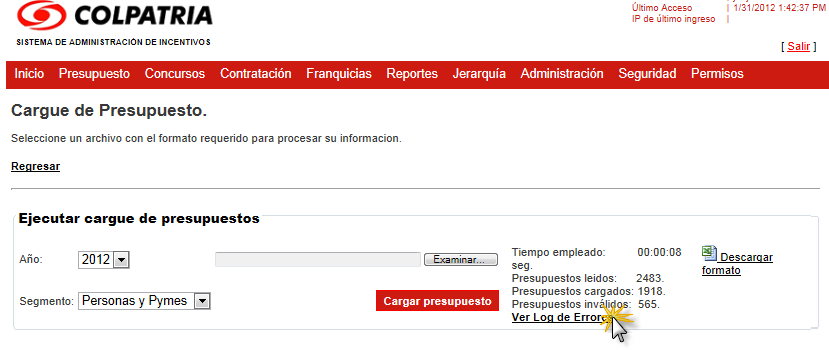 COLPATRIA
SISTEMA DE ADMINISTRACIÓN DE INCENTIVOS
Último Acceso | 1/31/2012 1:42:37 PM
IP de último ingreso |
[ Salir ]
Inicio Presupuesto Concursos Contratación Franquicias Reportes Jerarquía Administración Seguridad Permisos
Cargue de Presupuesto.
Seleccione un archivo con el formato requerido para procesar su informacion.
Regresar
Ejecutar cargue de presupuestos
Año: 2012 Examinar...
Segmento: Personas y Pymes Cargar presupuesto
Tiempo empleado: 00:00:08
seg.
Presupuestos leidos: 2483.
Presupuestos cargados: 1918.
Presupuestos inválidos: 565.
Ver Log de Errores
Descargar
formato